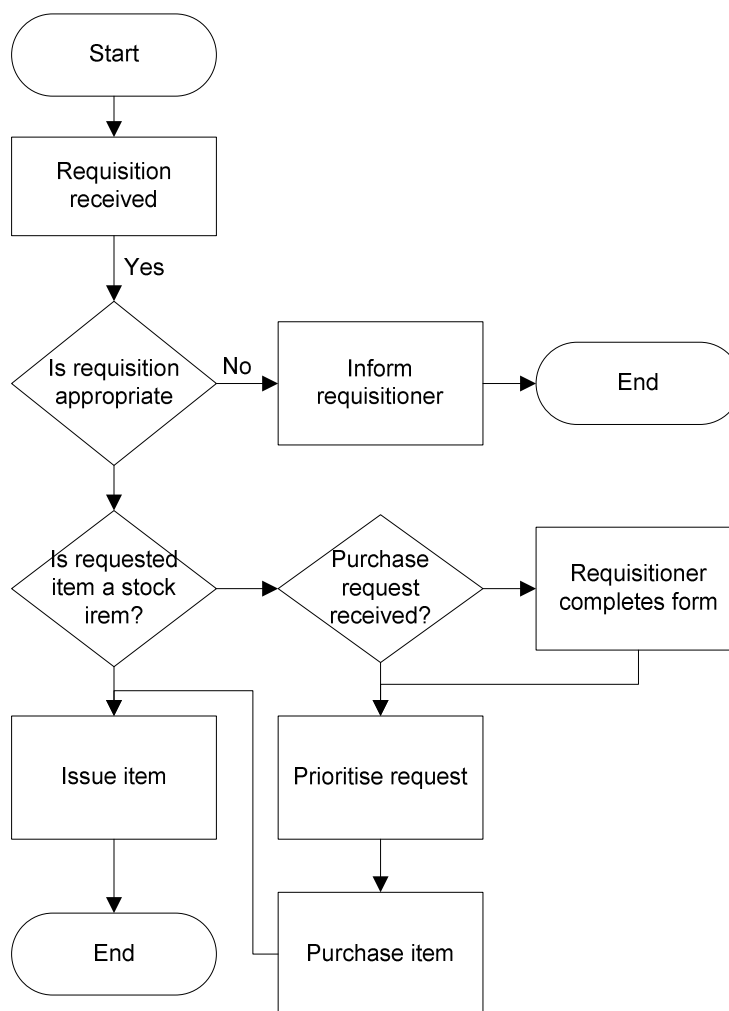 Start
Requisition
received
Yes
Is requisition
appropriate
No
Inform
requisitioner
End
Is requested
item a stock
irem?
Purchase
request
received?
Requisitioner
completes form
Issue item
Prioritise request
End
Purchase item